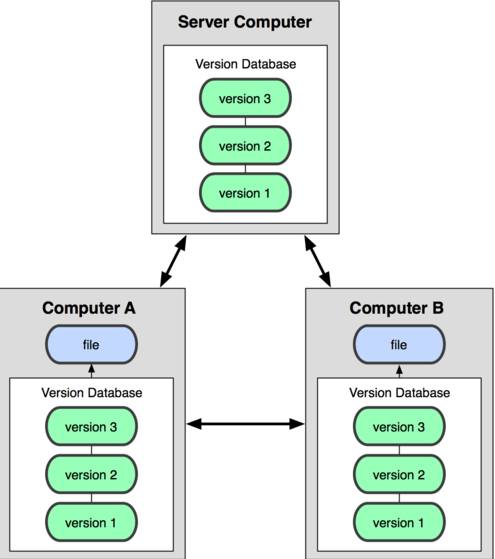 Server Computer
Version Database
version 3
version 2
version 1
Computer A
file
Version Database
version 3
version 2
version 1
Computer B
file
Version Database
version 3
version 2
version 1